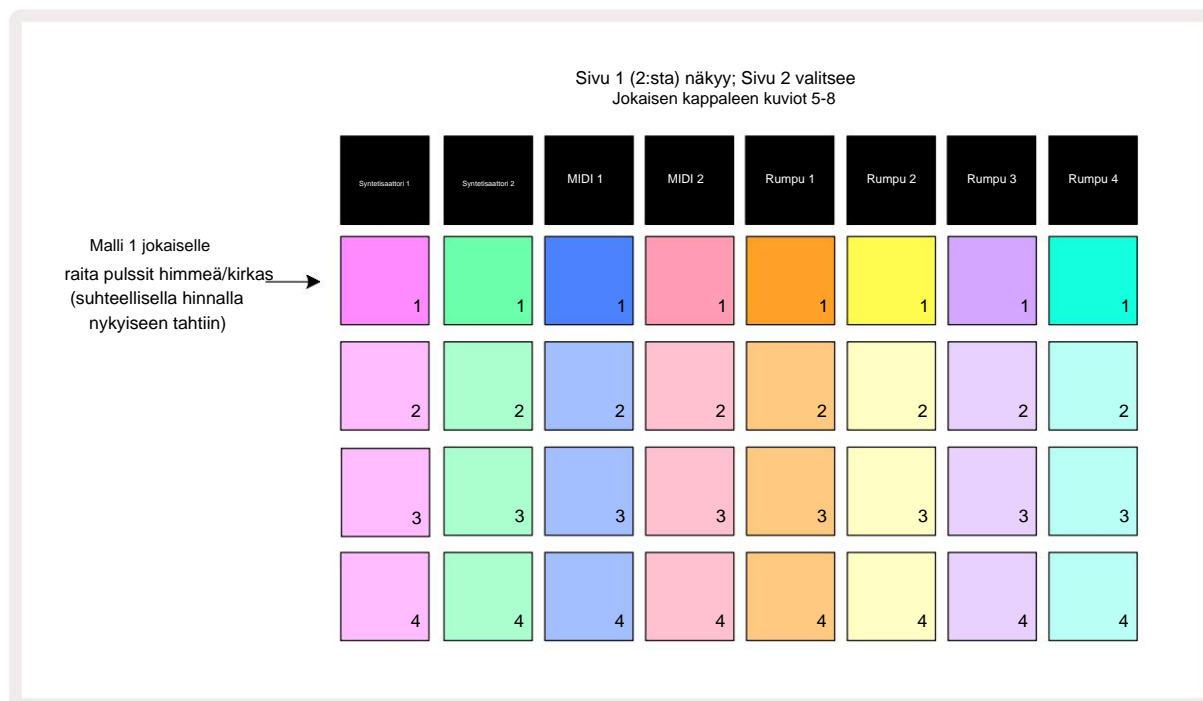 Sivu 1 (2:sta) näkyy; Sivu 2 valitsee
Jokaisen kappaleen kuviot 5-8
Syntetisaattori 1 Syntetisaattori 2 MIDI 1 MIDI 2 Rumpu 1 Rumpu 2 Rumpu 3 Rumpu 4
Malli 1 jokaiselle
raita pulssit himmeä/kirkas
(suhteellisella hinnalla
nykyiseen tahtiin)
1 1 1 1 1 1 1 1
2 2 2 2 2 2 2 2
3 3 3 3 3 3 3 3
4 4 4 4 4 4 4 4